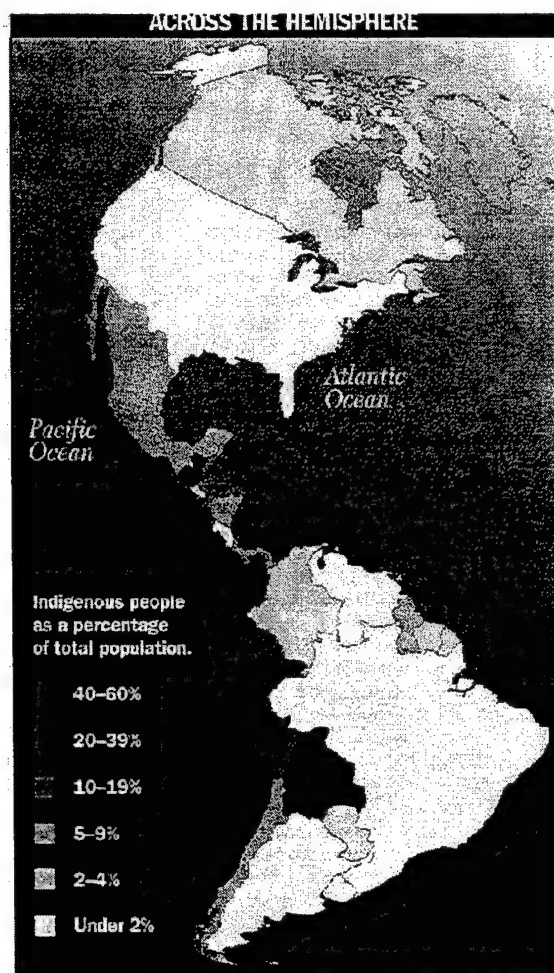 ACROSS THE HEMISPHERE
Atlantic
Ocean
Pacific
Ocean
Indigenous people
as a percentage
of total population.
40–60%
20–39%
10–19%
5–9%
2–4%
Under 2%